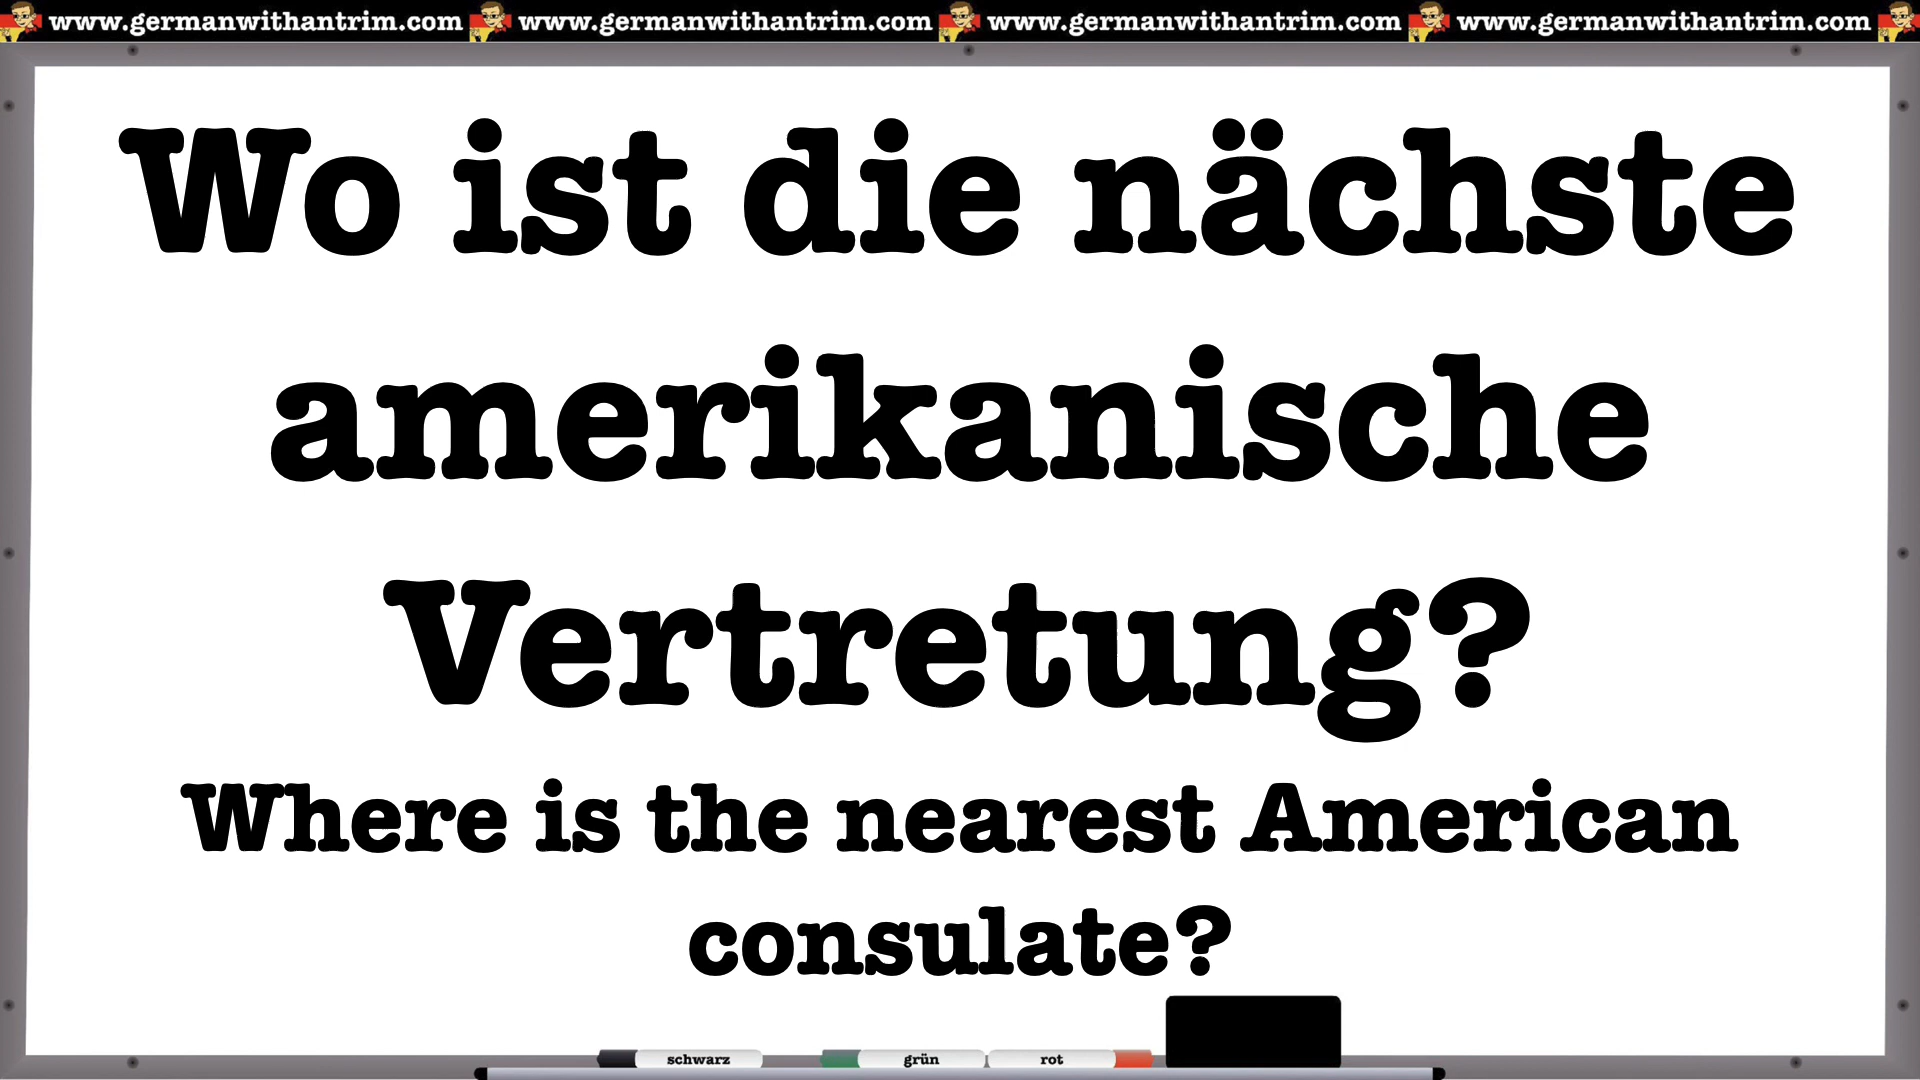 www.germanwithantrim.com www.germanwithantrim.com www.germanwithantrim.com www.germanwithantrim.com
Wo ist die nächste
amerikanische
Vertretung?
Where is the nearest American
consulate?
schwarz grün rot